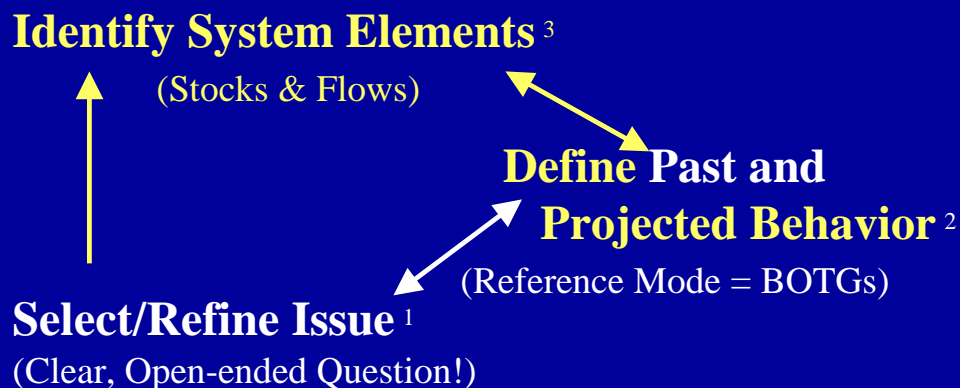 Identify System Elements 3
(Stocks & Flows)
Define Past and
Projected Behavior 2
(Reference Mode = BOTGs)
Select/Refine Issue 1
(Clear, Open-ended Question!)